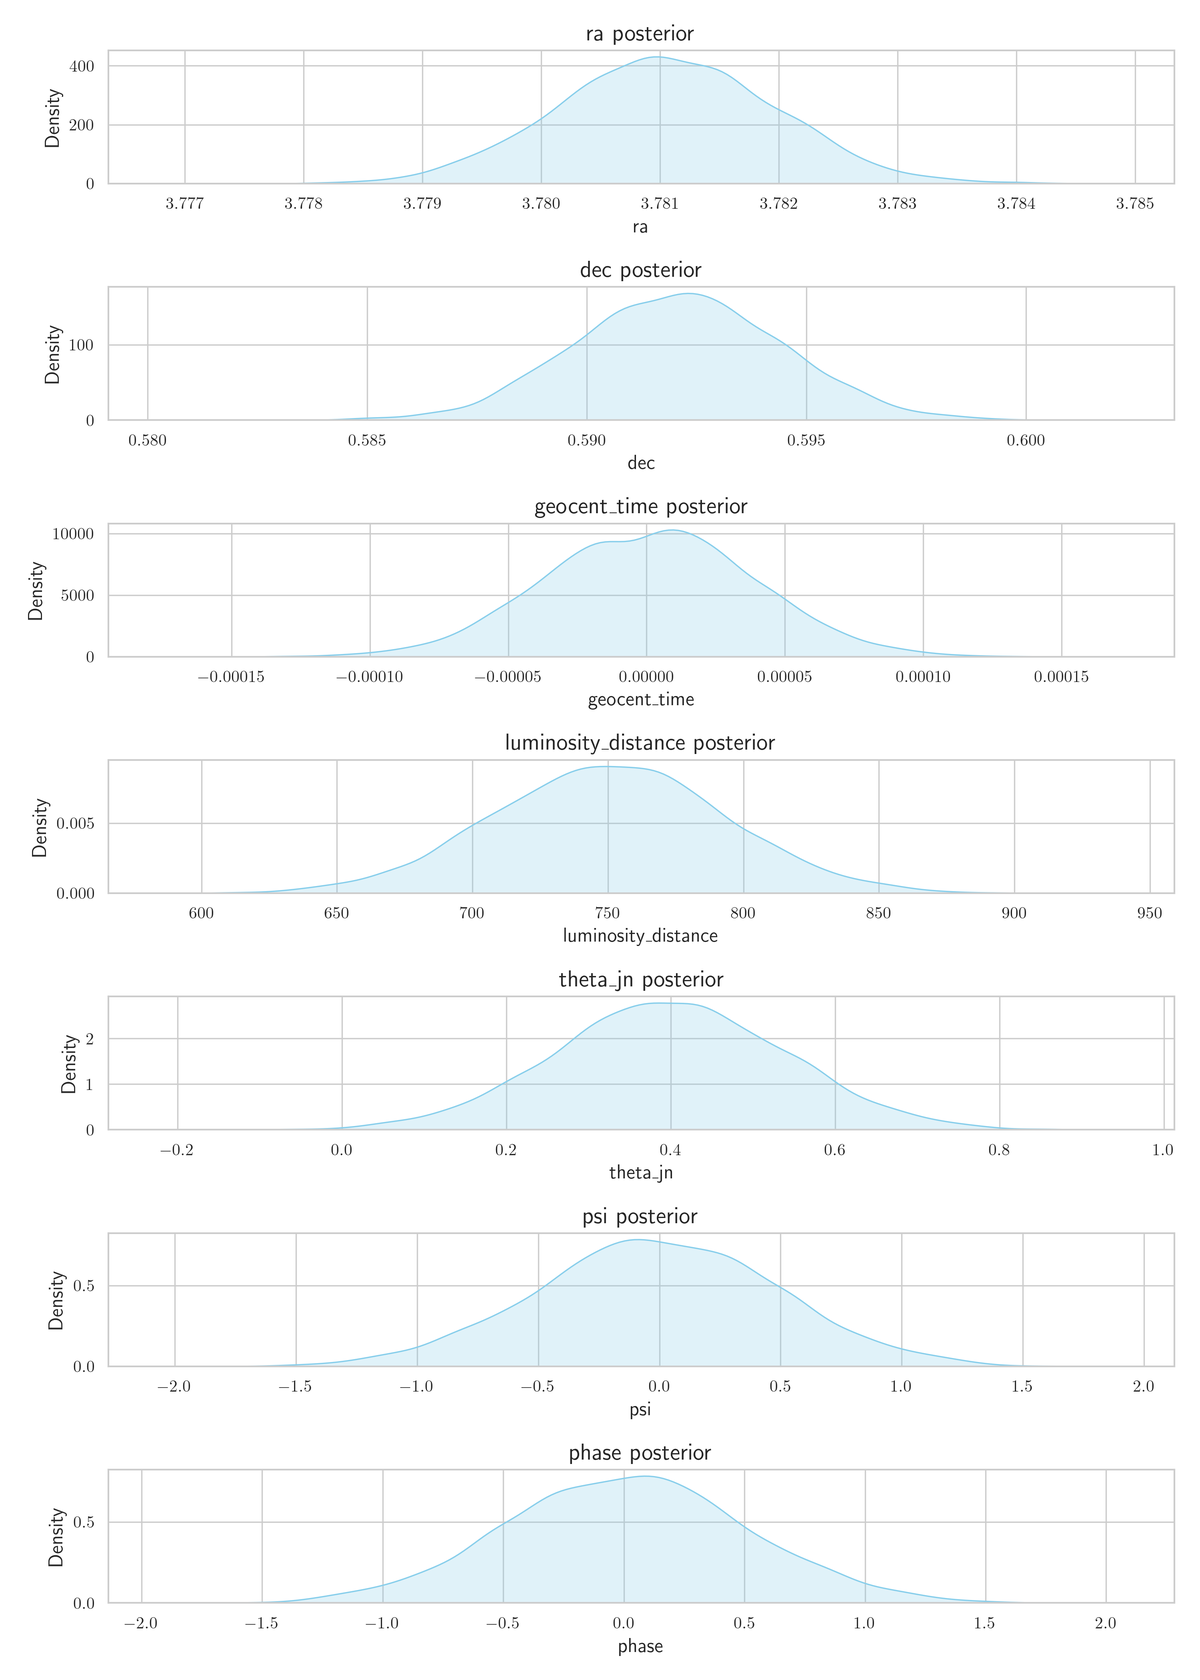 ra posterior
400
200
0
Density
3.777 3.778 3.779 3.780 3.781 3.782 3.783 3.784 3.785
ra
dec posterior
100
0
Density
0.580 0.585 0.590 0.595 0.600
dec
geocent_time posterior
10000
5000
0
Density
−0.00015 −0.00010 −0.00005 0.00000 0.00005 0.00010 0.00015
geocent_time
luminosity_distance posterior
0.005
0.000
Density
600 650 700 750 800 850 900 950
luminosity_distance
theta_jn posterior
2
1
0
Density
−0.2 0.0 0.2 0.4 0.6 0.8 1.0
theta_jn
psi posterior
0.5
0.0
Density
−2.0 −1.5 −1.0 −0.5 0.0 0.5 1.0 1.5 2.0
psi
phase posterior
0.5
0.0
Density
−2.0 −1.5 −1.0 −0.5 0.0 0.5 1.0 1.5 2.0
phase